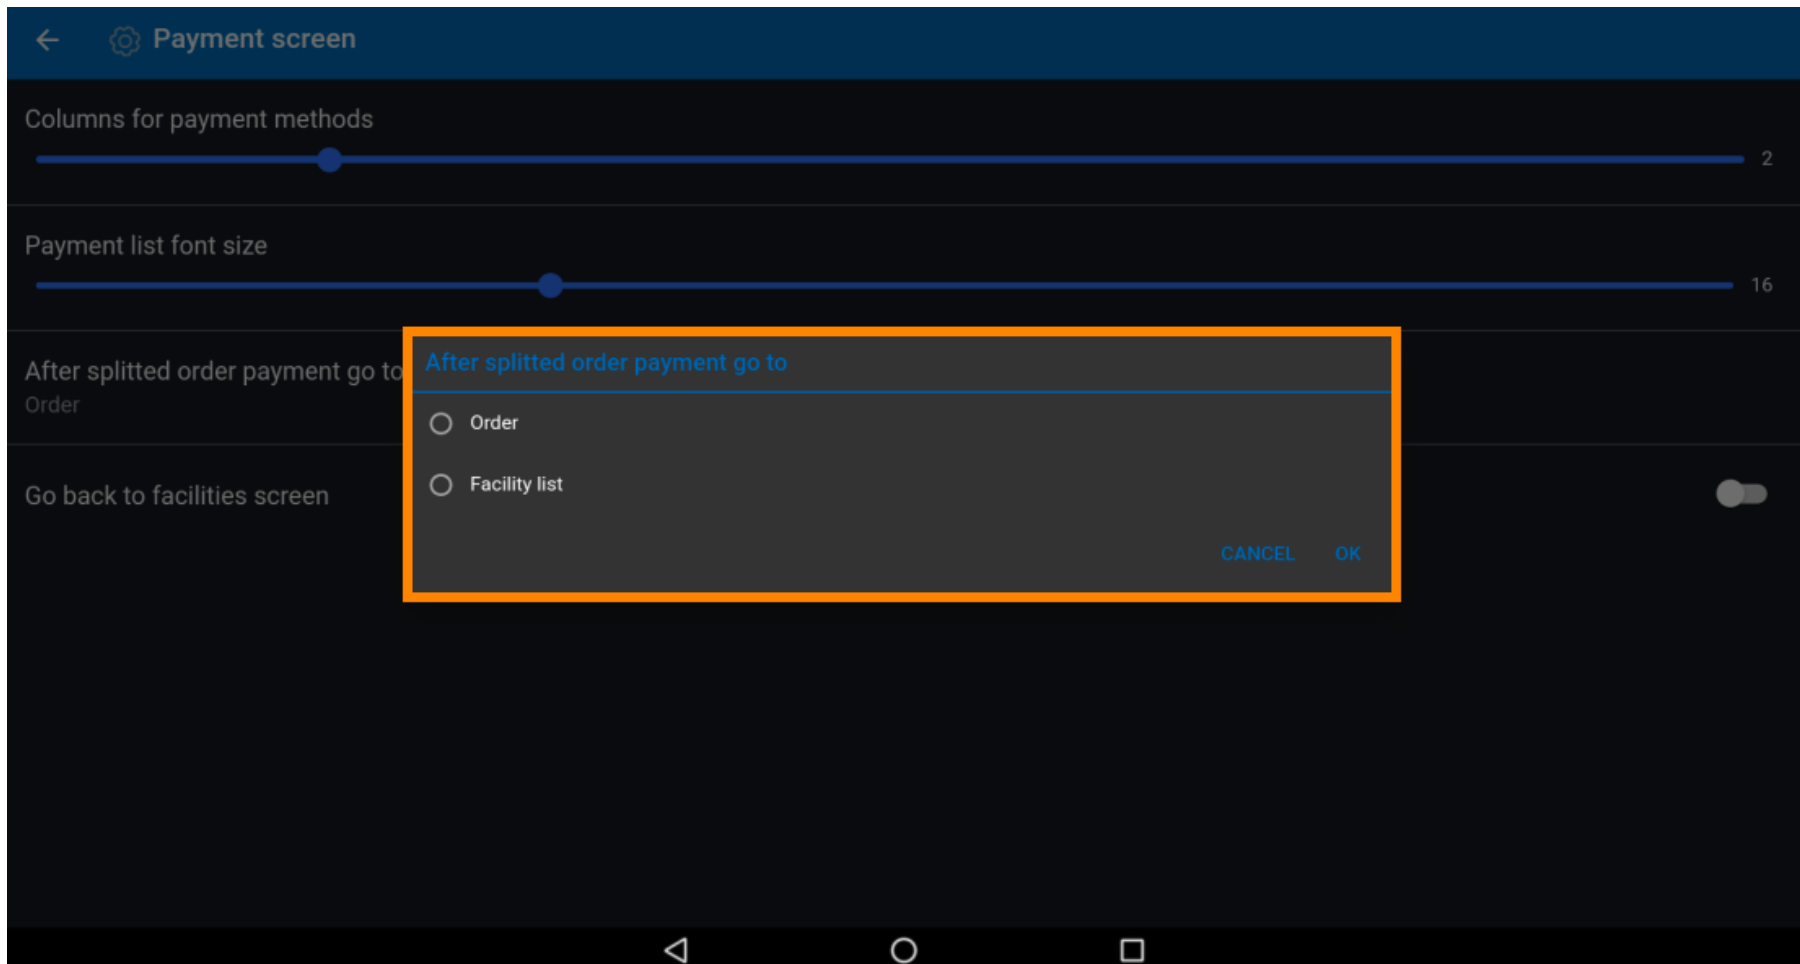 Payment screen
Columns for payment methods
2
Payment list font size
16
After splitted order payment go to
Order
After splitted order payment go to
Order
Facility list
CANCEL OK
Go back to facilities screen